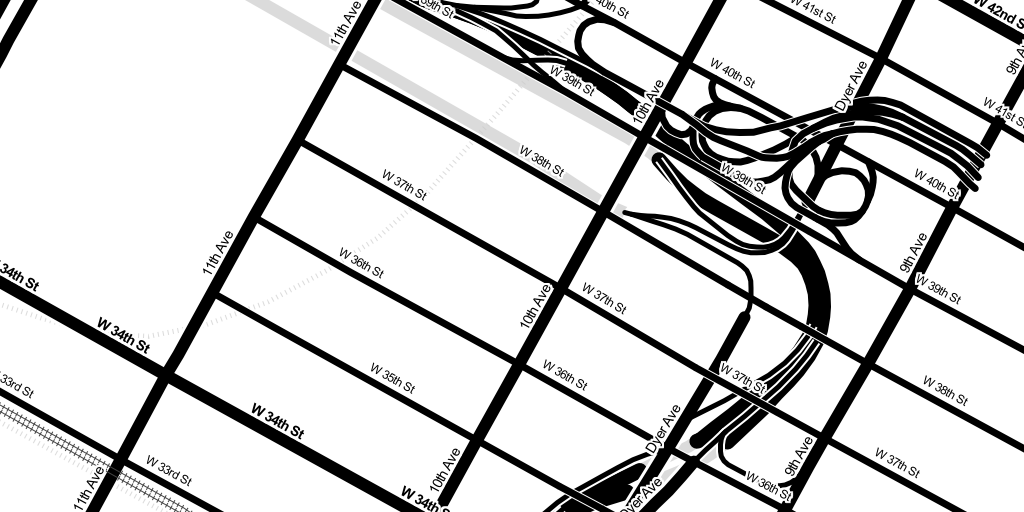 39th St
40th St
W 41st St
W 42nd S
11th Ave
9th A
W 40th St
Dyer Ave
W 39th St
10th Ave
W 41st S
W 38th St
W 39th St
W 40th St
W 37th St
11th Ave
9th Ave
W 36th St
34th St
W 39th St
10th Ave
W 37th St
W 34th St
W 35th St
W 36th St
W 37th St
33rd St
W 38th St
W 34th St
Dyer Ave
9th Ave
W 37th St
W 33rd St
10th Ave
11th Ave
W 36th St
W 34th S
Dyer Ave